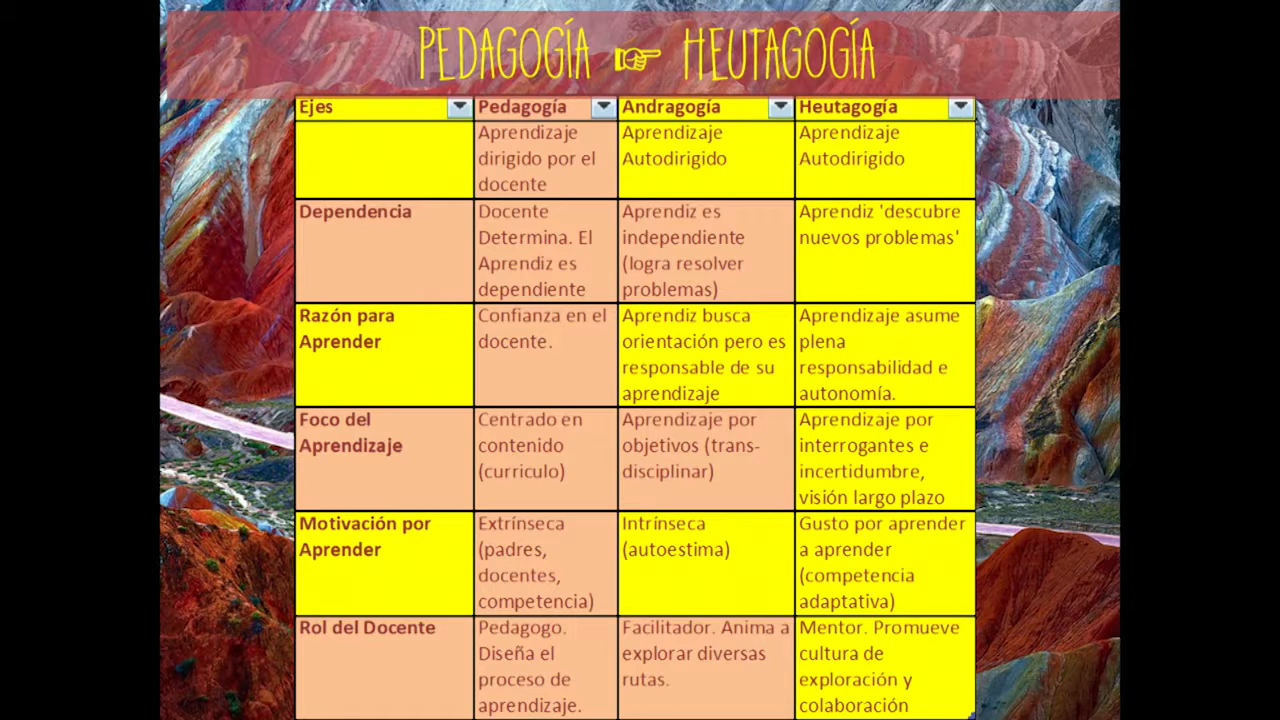 PEDAGOGÍA ☞ HEUTAGOGÍA
Ejes
Pedagogía
Andragogía
Heutagogía
Aprendizaje
dirigido por el
docente
Aprendizaje
Autodirigido
Aprendizaje
Autodirigido
Dependencia
Docente
Determina. El
Aprendiz es
dependiente
Aprendiz es
independiente
(logra resolver
problemas)
Aprendiz 'descubre
nuevos problemas'
Razón para
Aprender
Confianza en el
docente.
Aprendiz busca
orientación pero es
responsable de su
aprendizaje
Aprendizaje asume
plena
responsabilidad e
autonomía.
Foco del
Aprendizaje
Centrado en
contenido
(curriculo)
Aprendizaje por
objetivos (trans-
disciplinar)
Aprendizaje por
interrogantes e
incertidumbre,
visión largo plazo
Motivación por
Aprender
Extrínseca
(padres,
docentes,
competencia)
Intrínseca
(autoestima)
Gusto por aprender
a aprender
(competencia
adaptativa)
Rol del Docente
Pedagogo.
Diseña el
proceso de
aprendizaje.
Facilitador. Anima a
explorar diversas
rutas.
Mentor. Promueve
cultura de
exploración y
colaboración